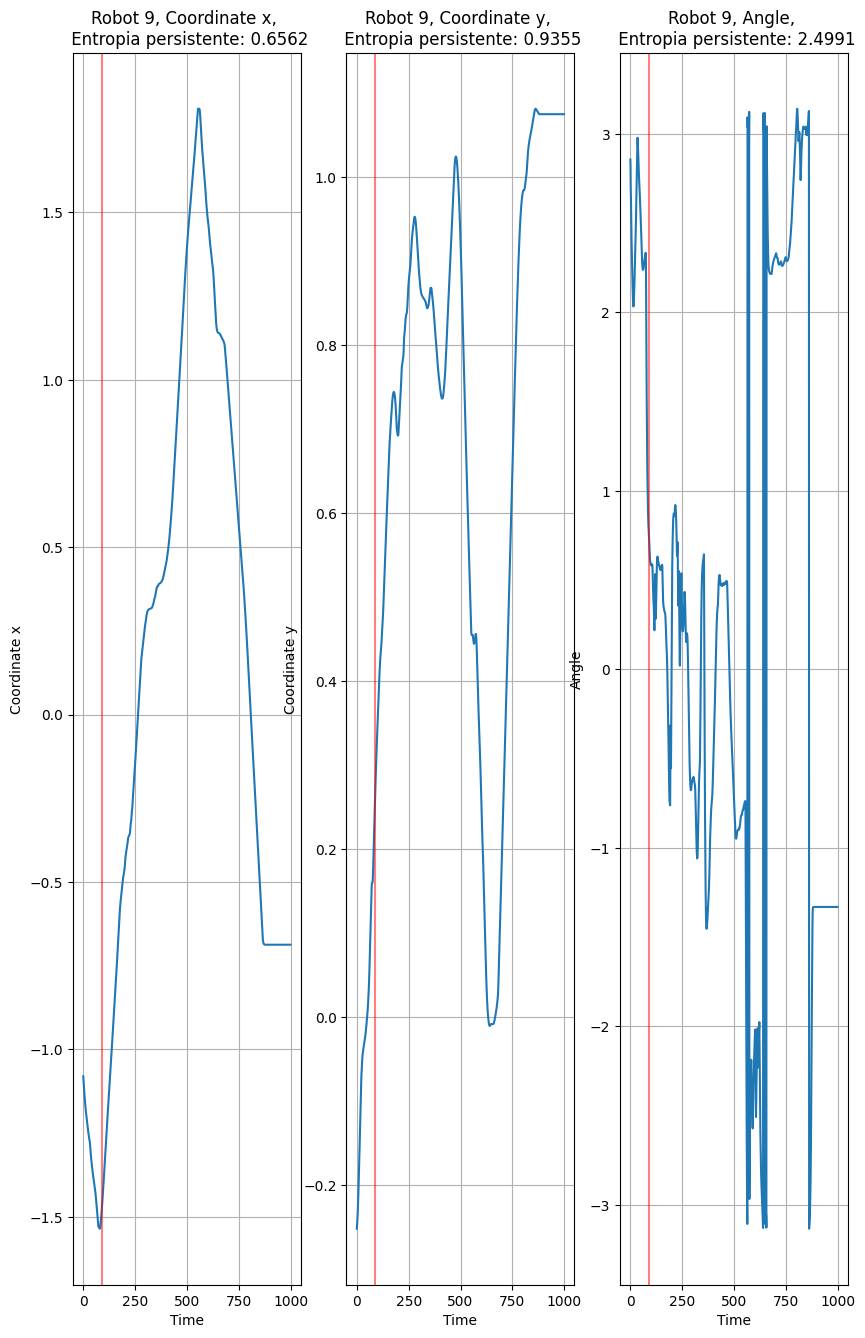 Robot 9, Coordinate x,
Entropia persistente: 0.6562
Coordinate x
1.5
1.0
0.5
0.0
−0.5
−1.0
−1.5
0 250 500 750 1000
Time
Robot 9, Coordinate y,
Entropia persistente: 0.9355
Coordinate y
1.0
0.8
0.6
0.4
0.2
0.0
−0.2
0 250 500 750 1000
Time
Robot 9, Angle,
Entropia persistente: 2.4991
Angle
3
2
1
0
−1
−2
−3
0 250 500 750 1000
Time